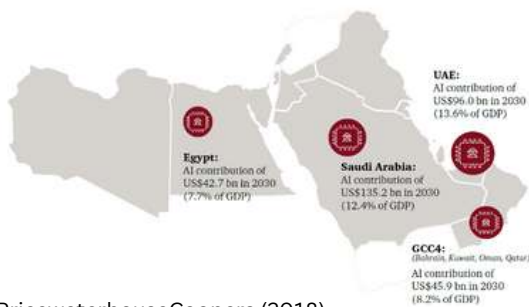 UAE:
AI contribution of
US$96.0 bn in 2030
(13.6% of GDP)
Egypt:
AI contribution of
US$42.7 bn in 2030
(7.7% of GDP)
Saudi Arabia:
AI contribution of
US$135.2 bn in 2030
(12.4% of GDP)
GCC4:
(Bahrain, Kuwait, Oman, Qatar)
AI contribution of
US$45.9 bn in 2030
(8.2% of GDP)
PricewaterhouseCoopers (2018)